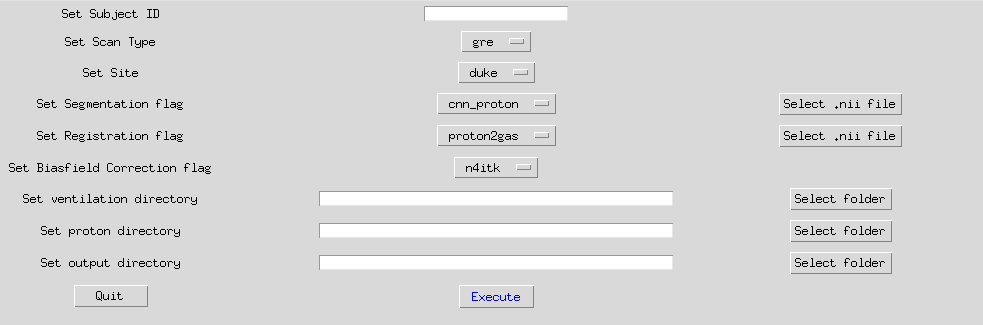 Set Subject ID
Set Scan Type gre
Set Site duke
Set Segmentation flag cnn_proton Select .nii file
Set Registration flag proton2gas Select .nii file
Set Biasfield Correction flag n4itk
Set ventilation directory Select folder
Set proton directory Select folder
Set output directory Select folder
Quit Execute